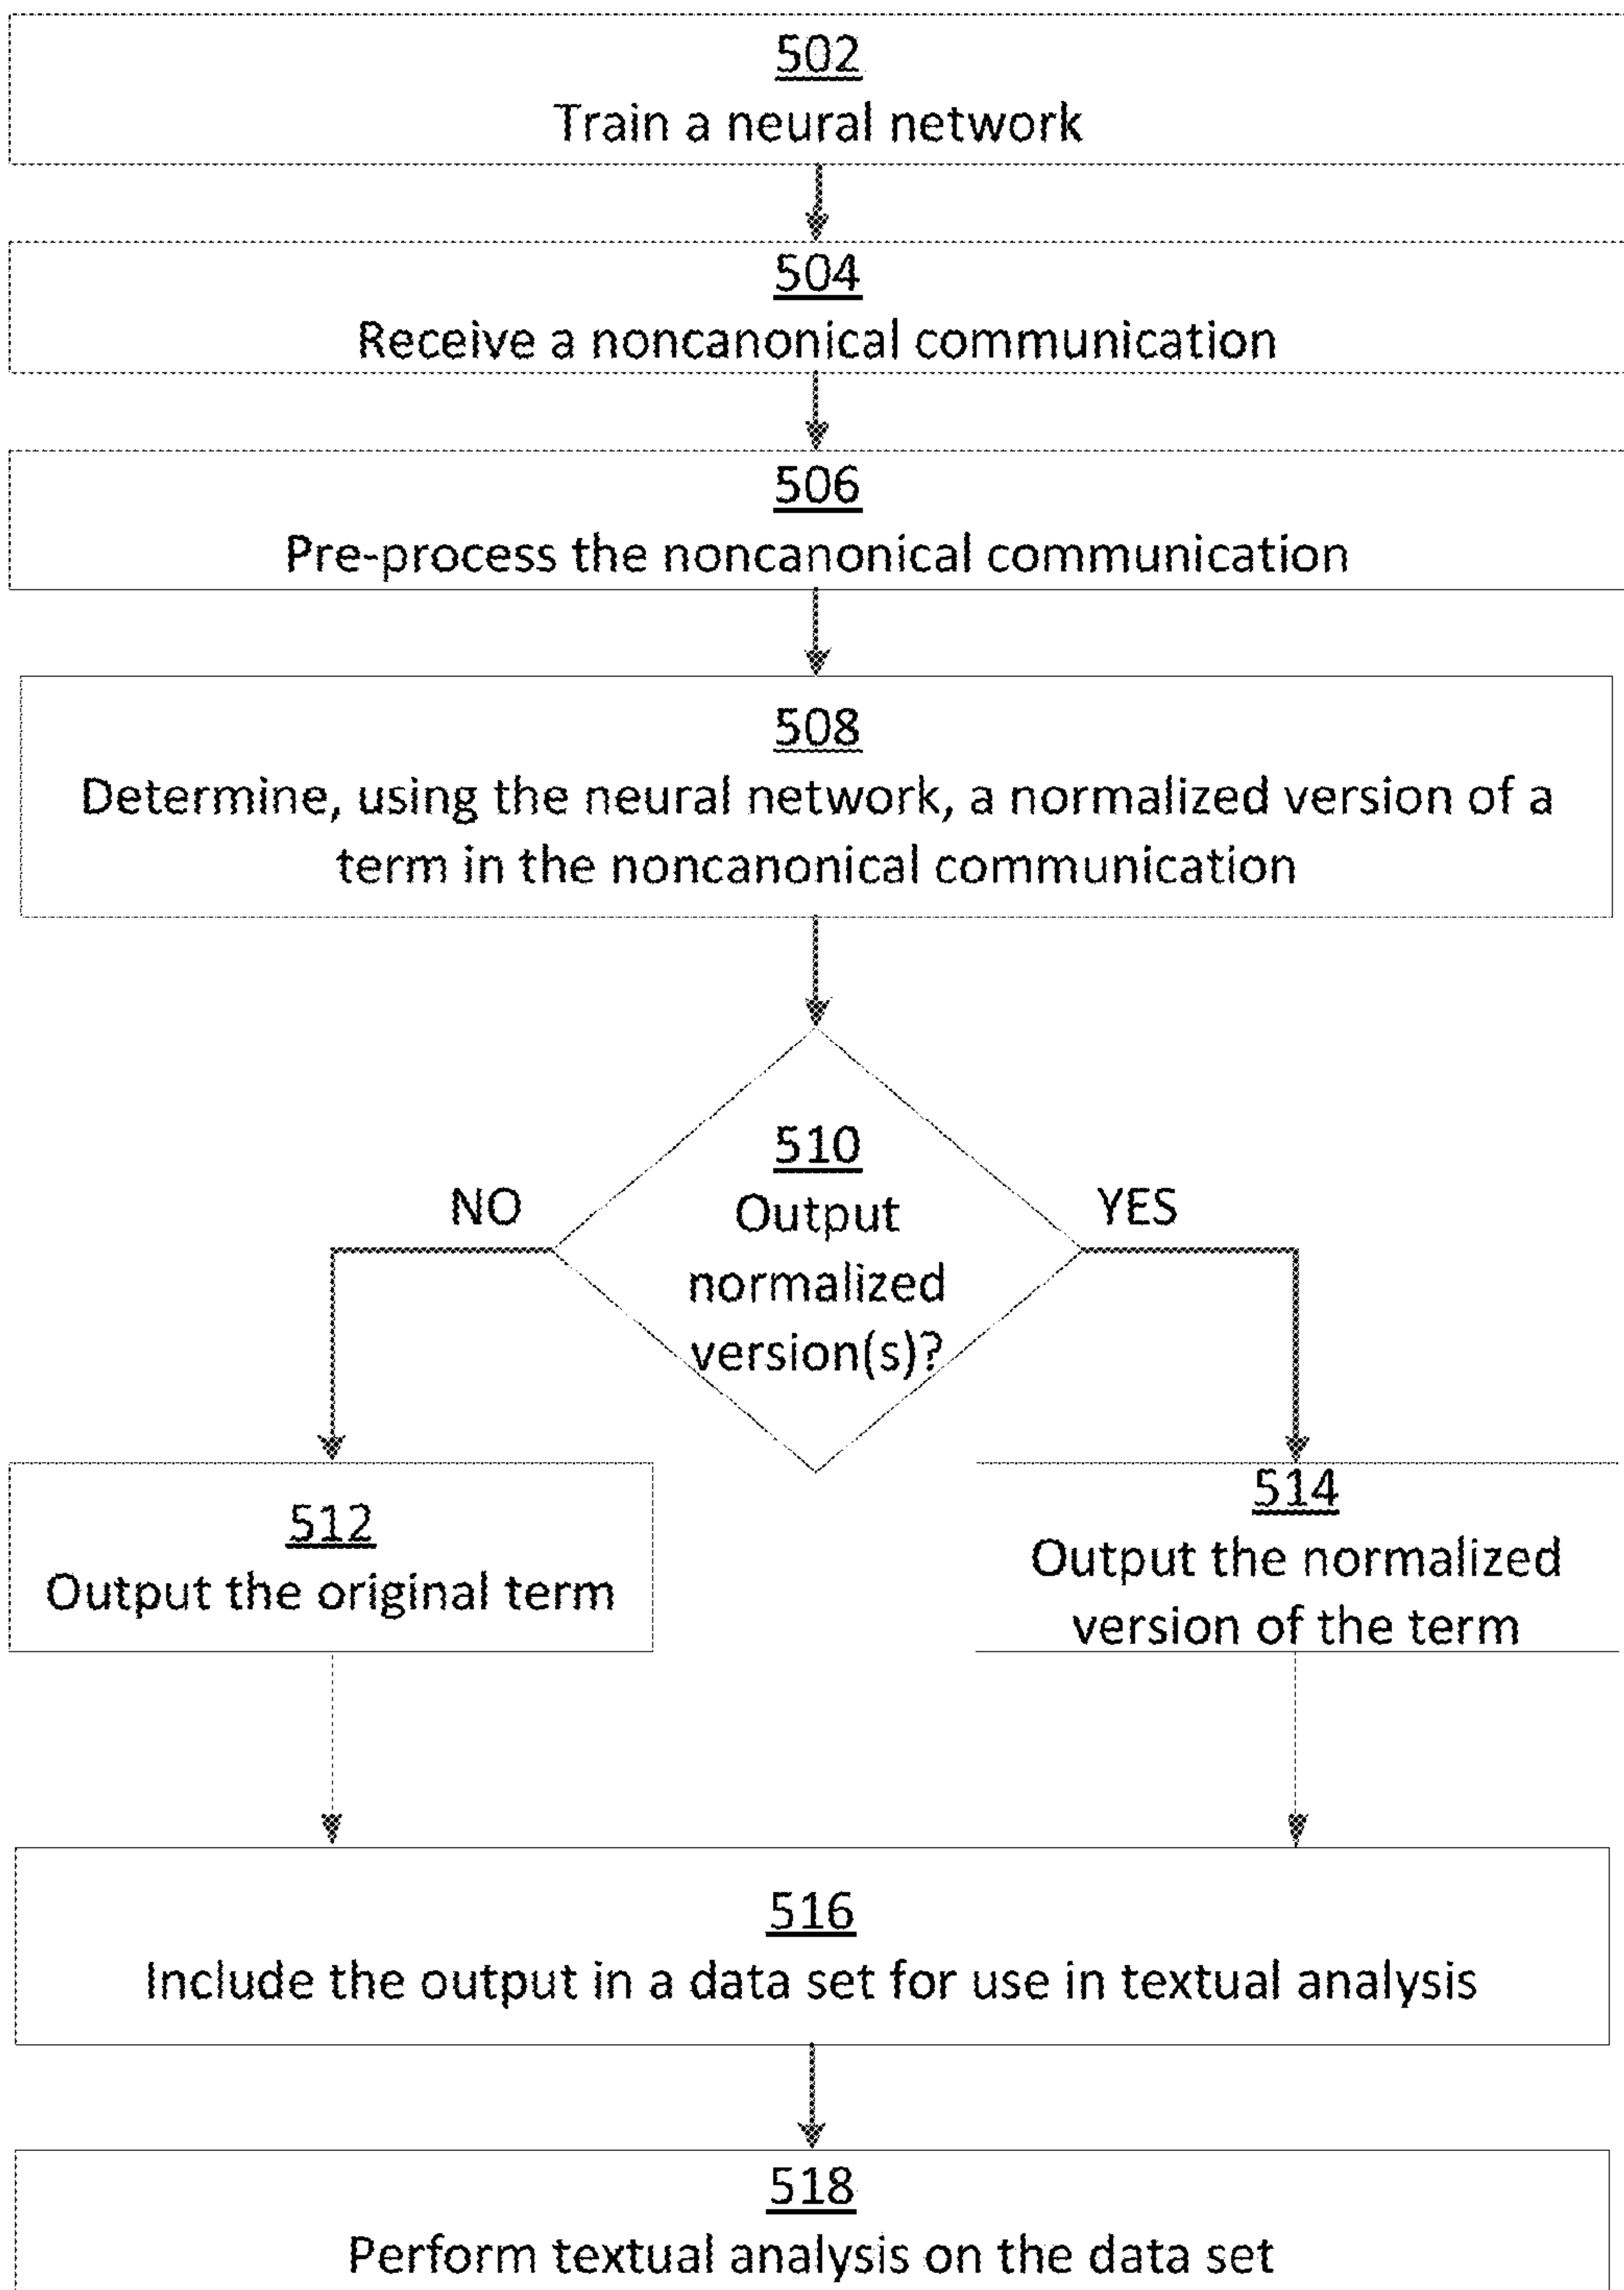 502
Train a neural network
504
Receive a noncanonical communication
506
Pre-process the noncanonical communication
508
Determine, using the neural network, a normalized version of a
term in the noncanonical communication
510
Output
normalized
version(s)?
NO
YES
512
Output the original term
514
Output the normalized
version of the term
516
Include the output in a data set for use in textual analysis
518
Perform textual analysis on the data set